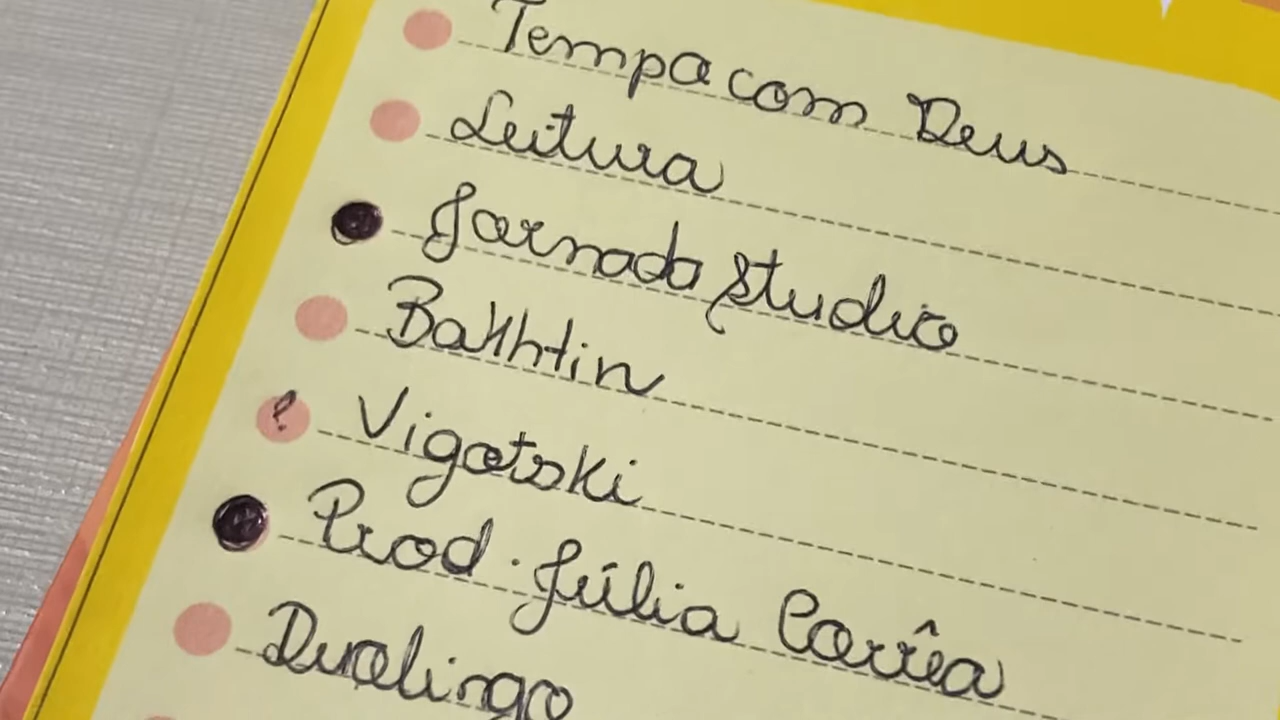 Tempo com Deus
Leitura
Jornada Studio
Bakhtin
Vigotski
Prod. Júlia Corrêa
Duolingo